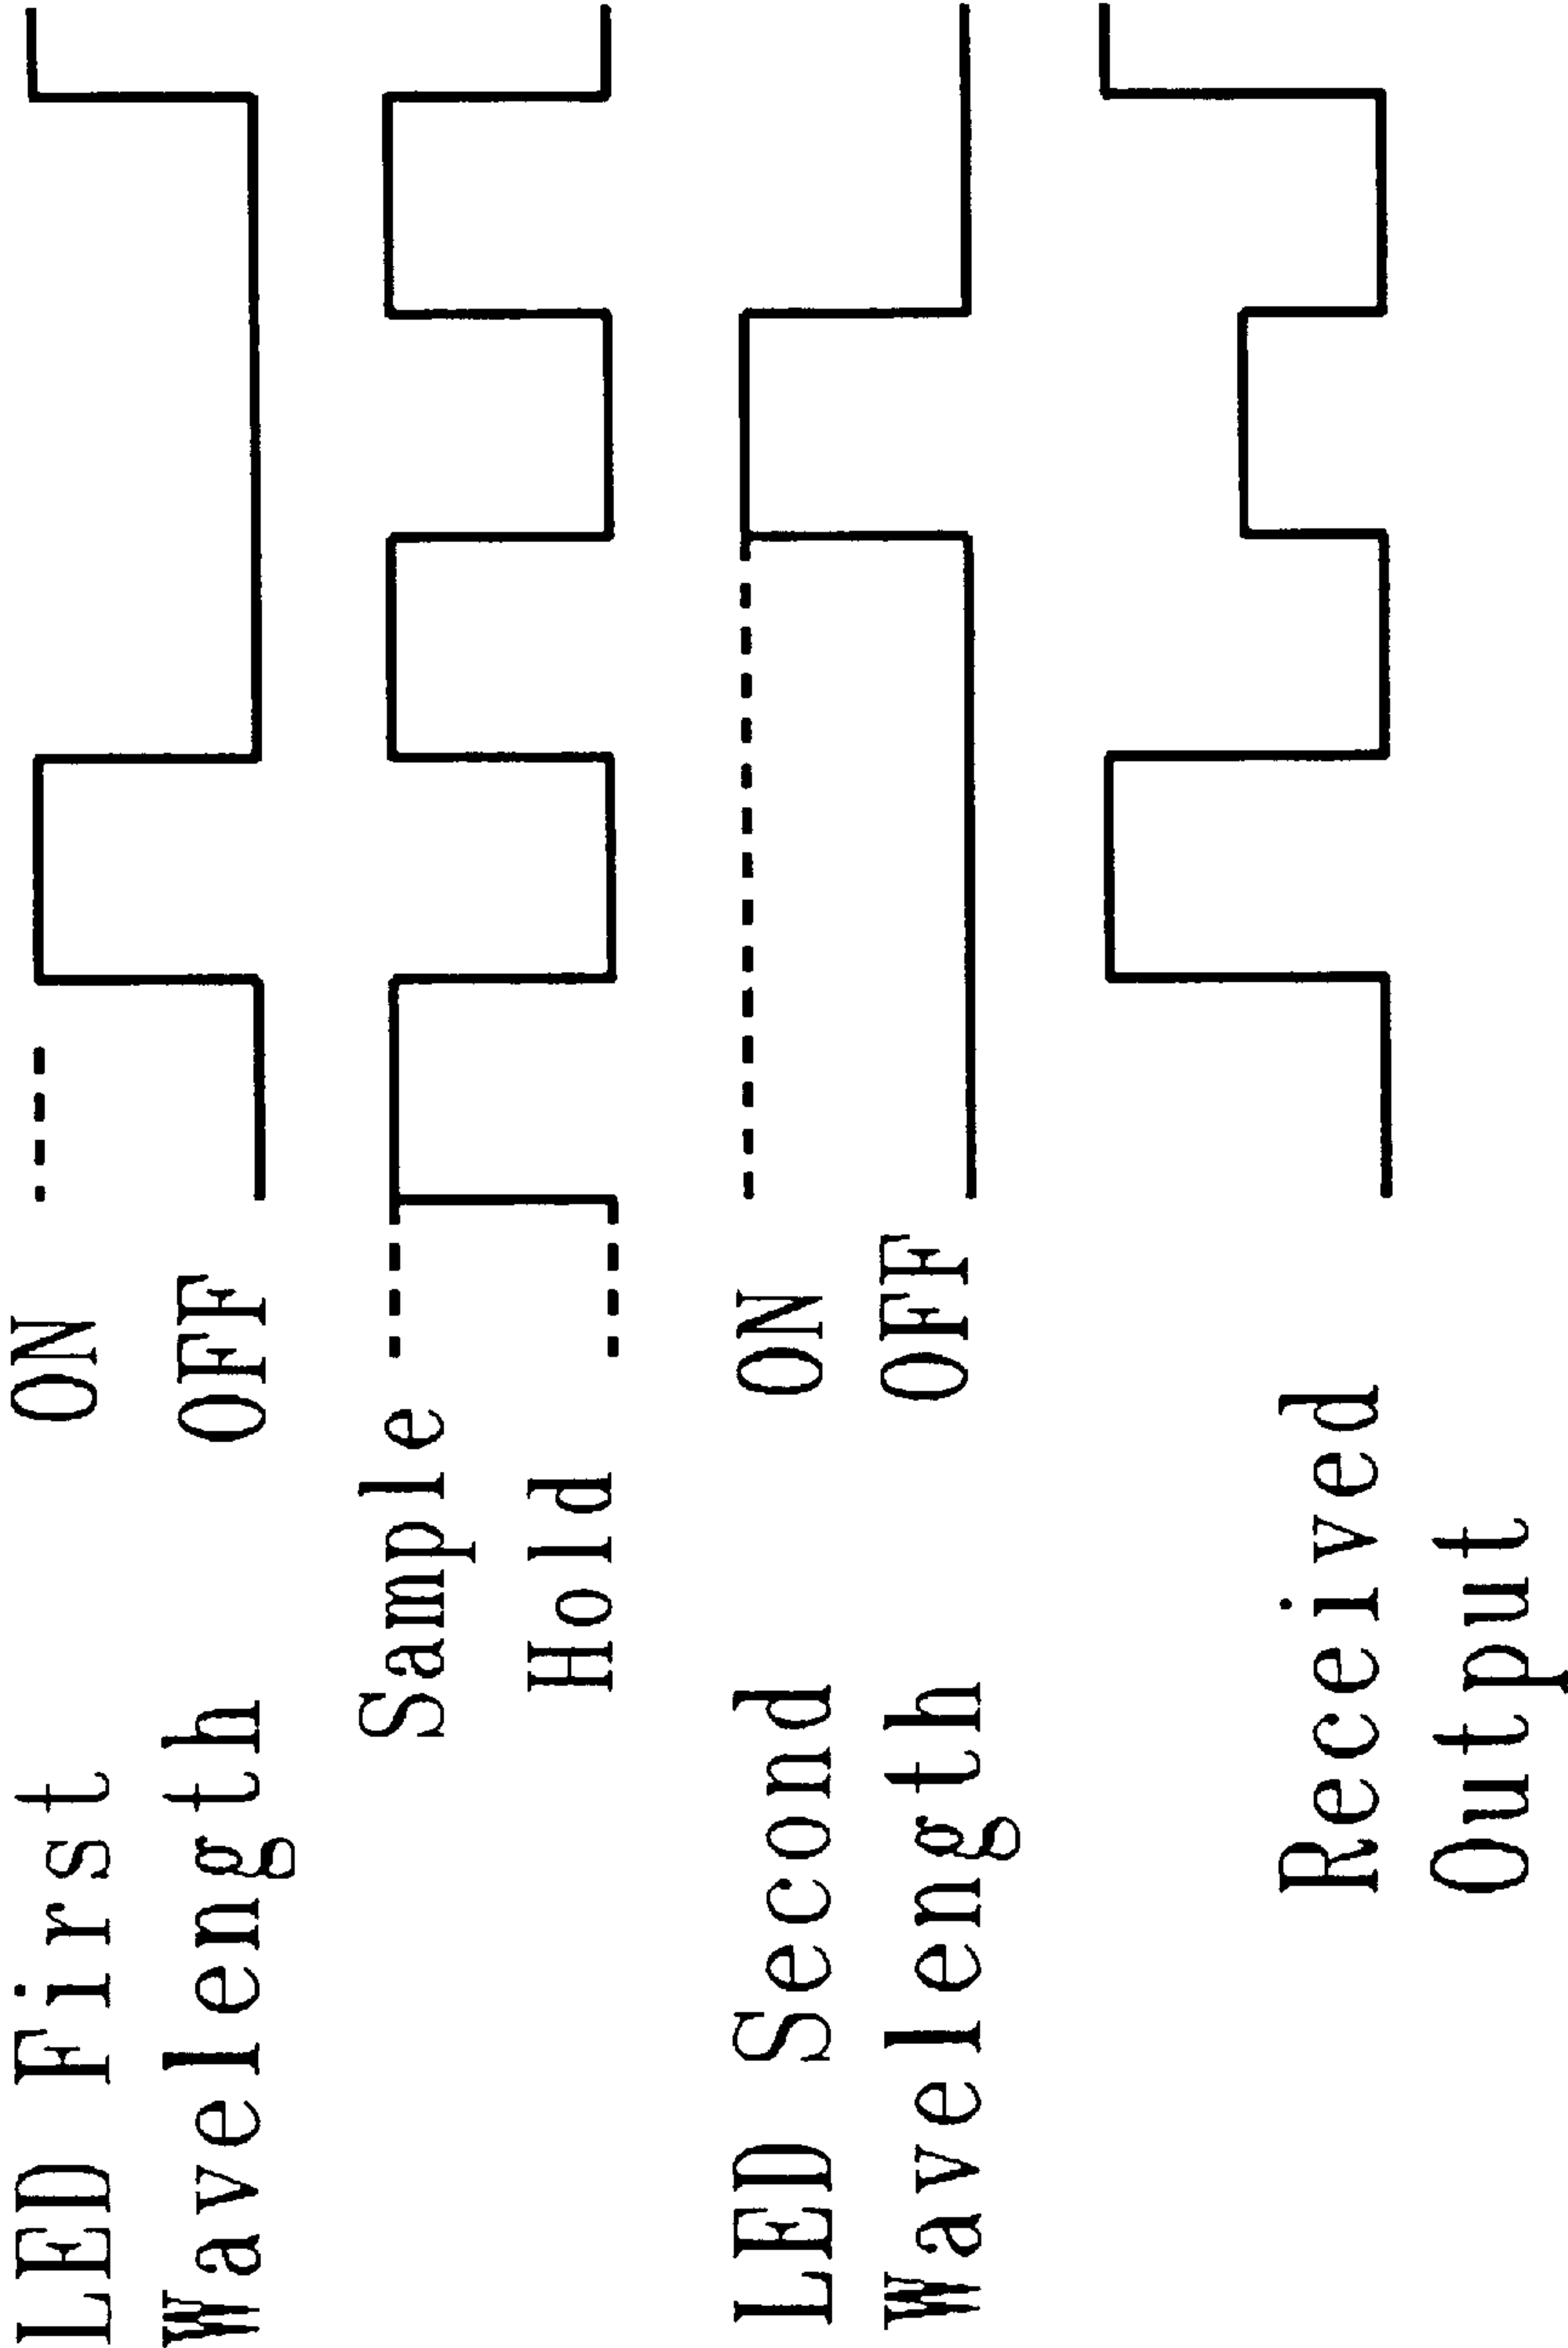 LED First
Wavelength
ON
OFF
Sample
Hold
LED Second
Wavelength
ON
OFF
Received
Output